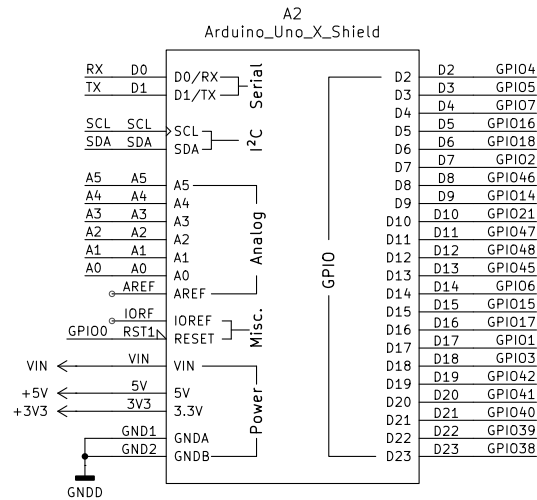 A2
Arduino_Uno_X_Shield
RX D0 D0/RX
TX D1 D1/TX
Serial
SCL SCL SCL
SDA SDA SDA
I²C
A5 A5 A5
A4 A4 A4
A3 A3 A3
A2 A2 A2
A1 A1 A1
A0 A0 A0
AREF AREF
Analog
IORF IOREF
GPIO0 RST1 RESET
Misc.
VIN VIN VIN
+5V 5V 5V
+3V3 3V3 3.3V
GND1 GNDA
GND2 GNDB
Power
GNDD
GPIO
D2 D2 GPIO4
D3 D3 GPIO5
D4 D4 GPIO7
D5 D5 GPIO16
D6 D6 GPIO18
D7 D7 GPIO2
D8 D8 GPIO46
D9 D9 GPIO14
D10 D10 GPIO21
D11 D11 GPIO47
D12 D12 GPIO48
D13 D13 GPIO45
D14 D14 GPIO6
D15 D15 GPIO15
D16 D16 GPIO17
D17 D17 GPIO1
D18 D18 GPIO3
D19 D19 GPIO42
D20 D20 GPIO41
D21 D21 GPIO40
D22 D22 GPIO39
D23 D23 GPIO38